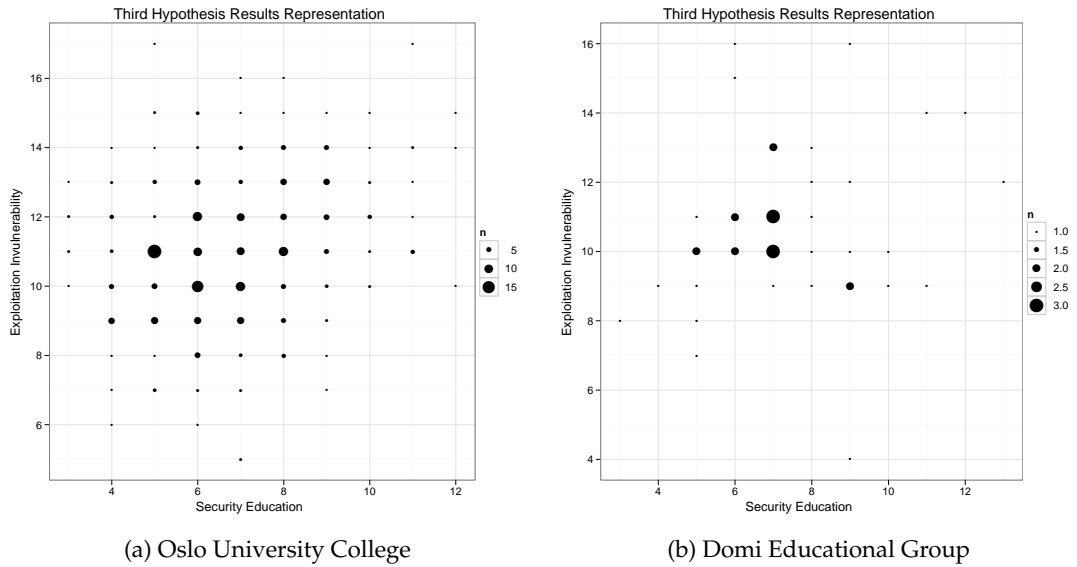 Third Hypothesis Results Representation
16
14
12
10
8
6
Exploitation Invulnerability
4 6 8 10 12
Security Education
n
5
10
15
(a) Oslo University College
Third Hypothesis Results Representation
16
14
12
10
8
6
4
Exploitation Invulnerability
4 6 8 10 12
Security Education
n
1.0
1.5
2.0
2.5
3.0
(b) Domi Educational Group